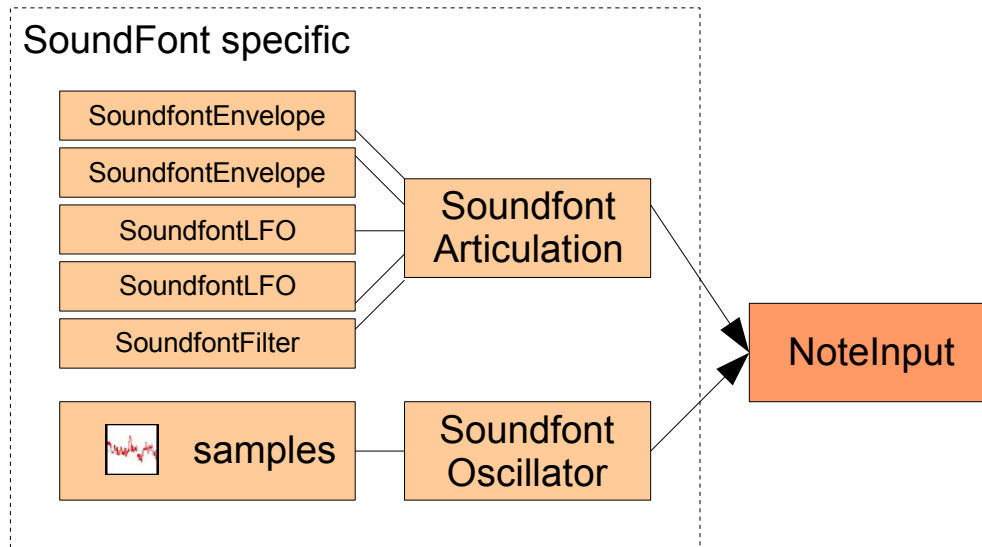 SoundFont specific
SoundfontEnvelope
SoundfontEnvelope
SoundfontLFO
SoundfontLFO
SoundfontFilter
Soundfont
Articulation
NoteInput
samples
Soundfont
Oscillator